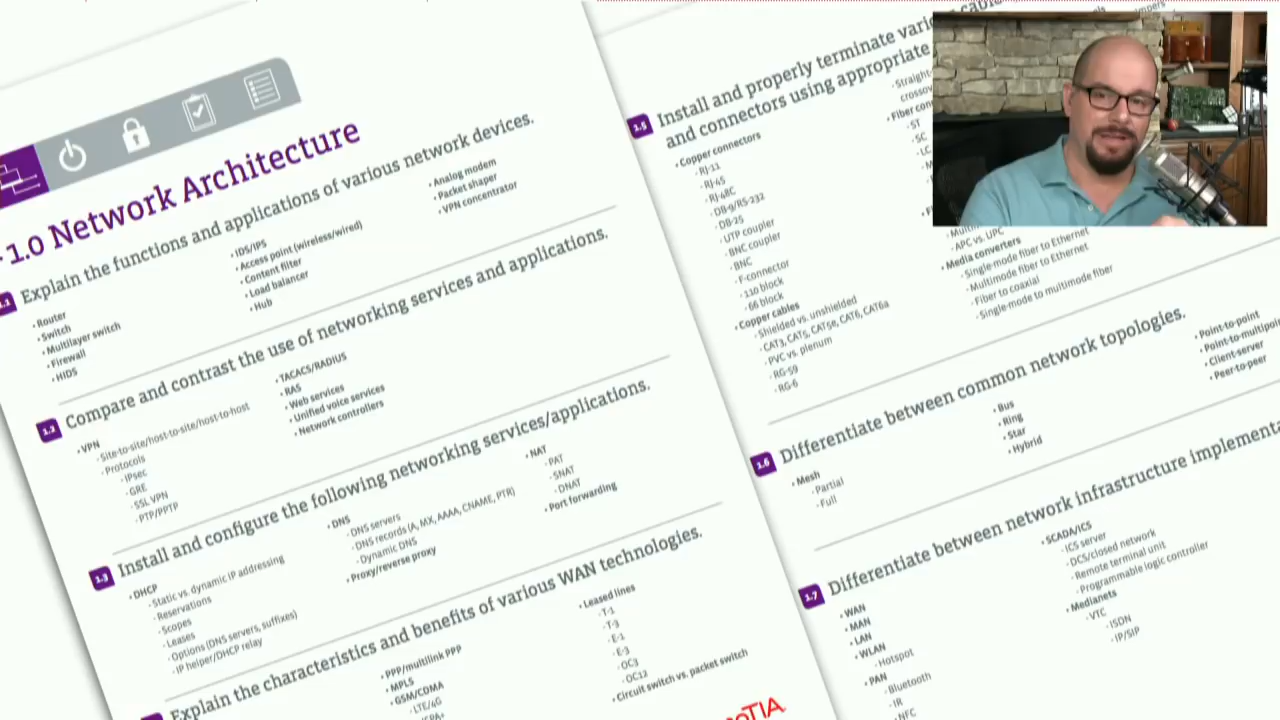 1.0 Network Architecture
1.1 Explain the functions and applications of various network devices.
• Router
• Switch
• Multilayer switch
• Firewall
• HIDS
• IDS/IPS
• Access point (wireless/wired)
• Content filter
• Load balancer
• Hub
• Analog modem
• Packet shaper
• VPN concentrator
1.2 Compare and contrast the use of networking services and applications.
• VPN
- Site-to-site/host-to-site/host-to-host
- Protocols
- IPsec
- GRE
- SSL VPN
- PTP/PPTP
• TACACS/RADIUS
• RAS
• Web services
• Unified voice services
• Network controllers
1.3 Install and configure the following networking services/applications.
• DHCP
- Static vs. dynamic IP addressing
- Reservations
- Scopes
- Leases
- Options (DNS servers, suffixes)
- IP helper/DHCP relay
• DNS
- DNS servers
- DNS records (A, MX, AAAA, CNAME, PTR)
- Dynamic DNS
• Proxy/reverse proxy
• NAT
- PAT
- SNAT
- DNAT
• Port forwarding
Explain the characteristics and benefits of various WAN technologies.
• PPP/multilink PPP
• MPLS
• GSM/CDMA
- LTE/4G
• Leased lines
- T-1
- T-3
- E-1
- E-3
- OC3
- OC12
• Circuit switch vs. packet switch
1.5 Install and properly terminate
and connectors using appropriate
• Copper connectors
- RJ-11
- RJ-45
- RJ-48C
- DB-9/RS-232
- DB-25
- UTP coupler
- BNC coupler
- BNC
- F-connector
- 110 block
- 66 block
• Copper cables
- Shielded vs. unshielded
- CAT3, CAT5, CAT5e, CAT6, CAT6a
- PVC vs. plenum
- RG-59
- RG-6
- ST
- SC
- LC
- APC vs. UPC
• Media converters
- Single-mode fiber to Ethernet
- Multimode fiber to Ethernet
- Fiber to coaxial
- Single-mode to multimode fiber
1.6 Differentiate between common network topologies.
• Mesh
- Partial
- Full
• Bus
• Ring
• Star
• Hybrid
• Point-to-point
• Client-server
• Peer-to-peer
1.7 Differentiate between network infrastructure
• WAN
• MAN
• LAN
• WLAN
- Hotspot
• PAN
- Bluetooth
- IR
- NFC
• SCADA/ICS
- ICS server
- DCS/closed network
- Remote terminal unit
- Programmable logic controller
• Medianets
- VTC
- ISDN
- IP/SIP